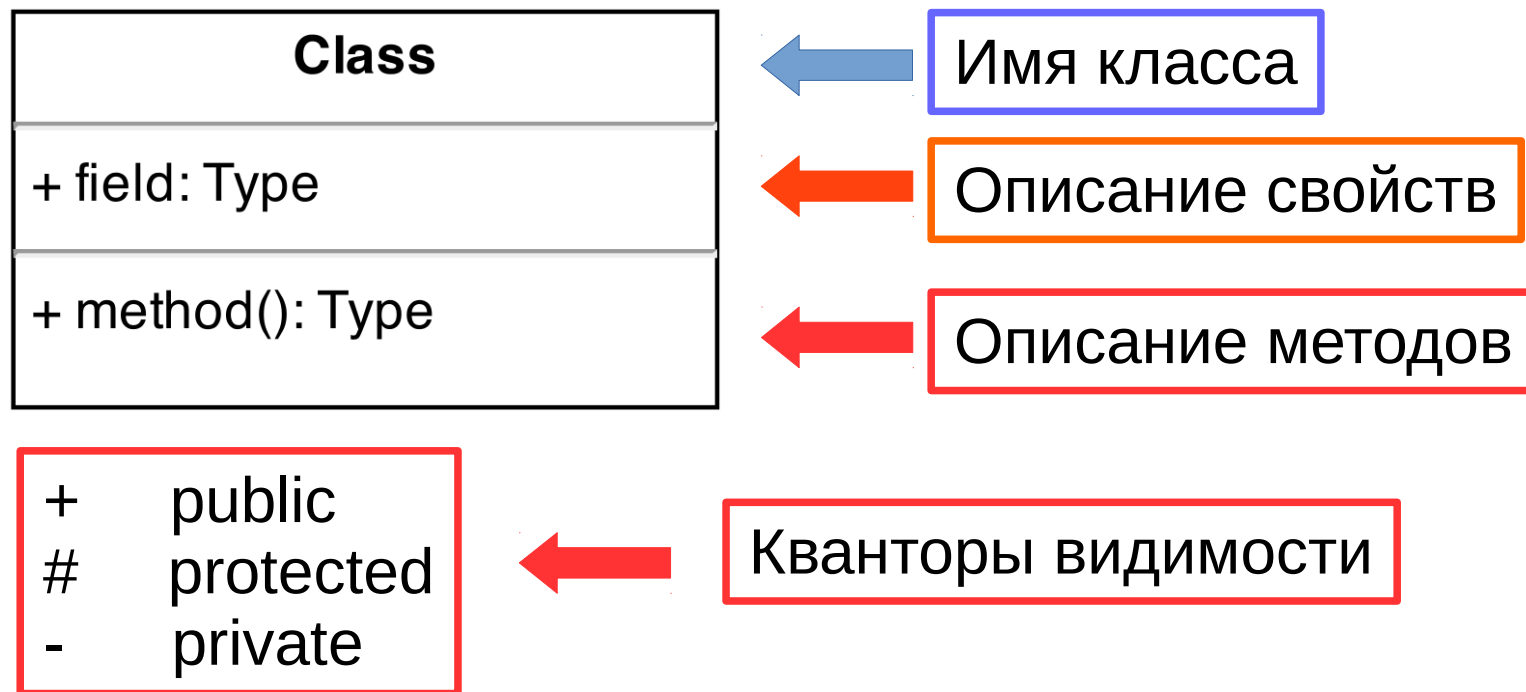 Class
Имя класса
+ field: Type
Описание свойств
+ method(): Type
Описание методов
+ public
# protected
- private
Кванторы видимости